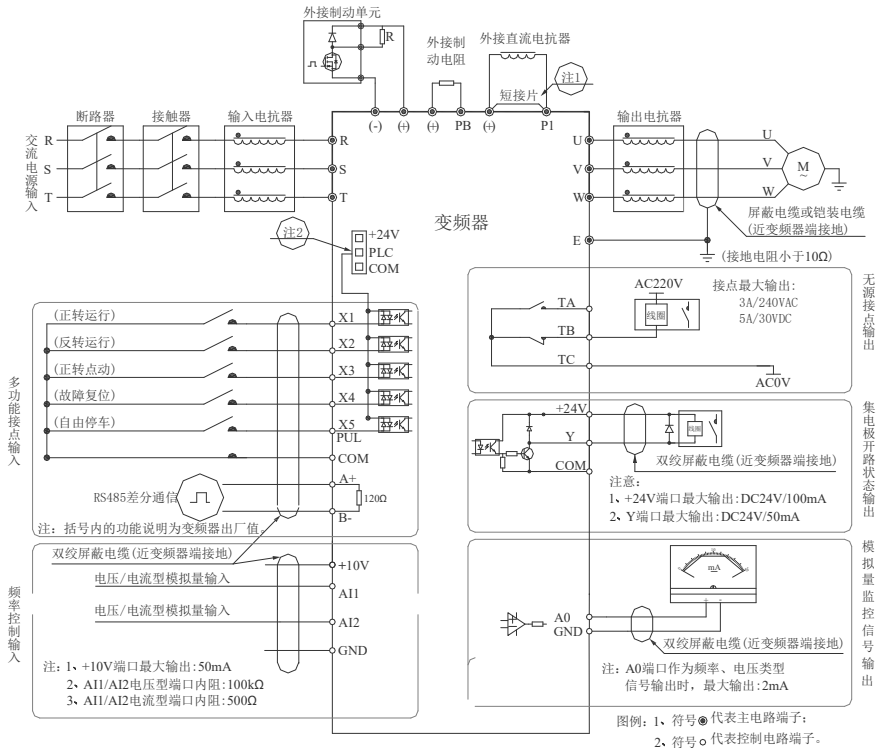 外接制动单元
R
外接制
动电阻
外接直流电抗器
短接片
注1
(-)
(+)
(+)
PB
(+)
P1
断路器
接触器
输入电抗器
交流电源输入
R
S
T
R
S
T
变频器
U
V
W
E
输出电抗器
U
V
W
M
~
屏蔽电缆或铠装电缆
(近变频器端接地)
(接地电阻小于10Ω)
注2
+24V
PLC
COM
多功能接点输入
(正转运行)
X1
(反转运行)
X2
(正转点动)
X3
(故障复位)
X4
(自由停车)
X5
PUL
COM
RS485差分通信
A+
120Ω
B-
注: 括号内的功能说明为变频器出厂值。
频率控制输入
双绞屏蔽电缆(近变频器端接地)
+10V
电压/电流型模拟量输入
AI1
电压/电流型模拟量输入
AI2
GND
注: 1、+10V端口最大输出:50mA
2、AI1/AI2电压型端口内阻:100kΩ
3、AI1/AI2电流型端口内阻:500Ω
无源接点输出
TA
TB
TC
AC220V
线圈
接点最大输出:
3A/240VAC
5A/30VDC
AC0V
集电极开路状态输出
+24V
Y
COM
线圈
双绞屏蔽电缆(近变频器端接地)
注意:
1、+24V端口最大输出:DC24V/100mA
2、Y端口最大输出:DC24V/50mA
模拟量监控信号输出
mA
+
-
A0
GND
双绞屏蔽电缆(近变频器端接地)
注: A0端口作为频率、电压类型
信号输出时，最大输出:2mA
图例: 1、符号 代表主电路端子;
2、符号 代表控制电路端子。